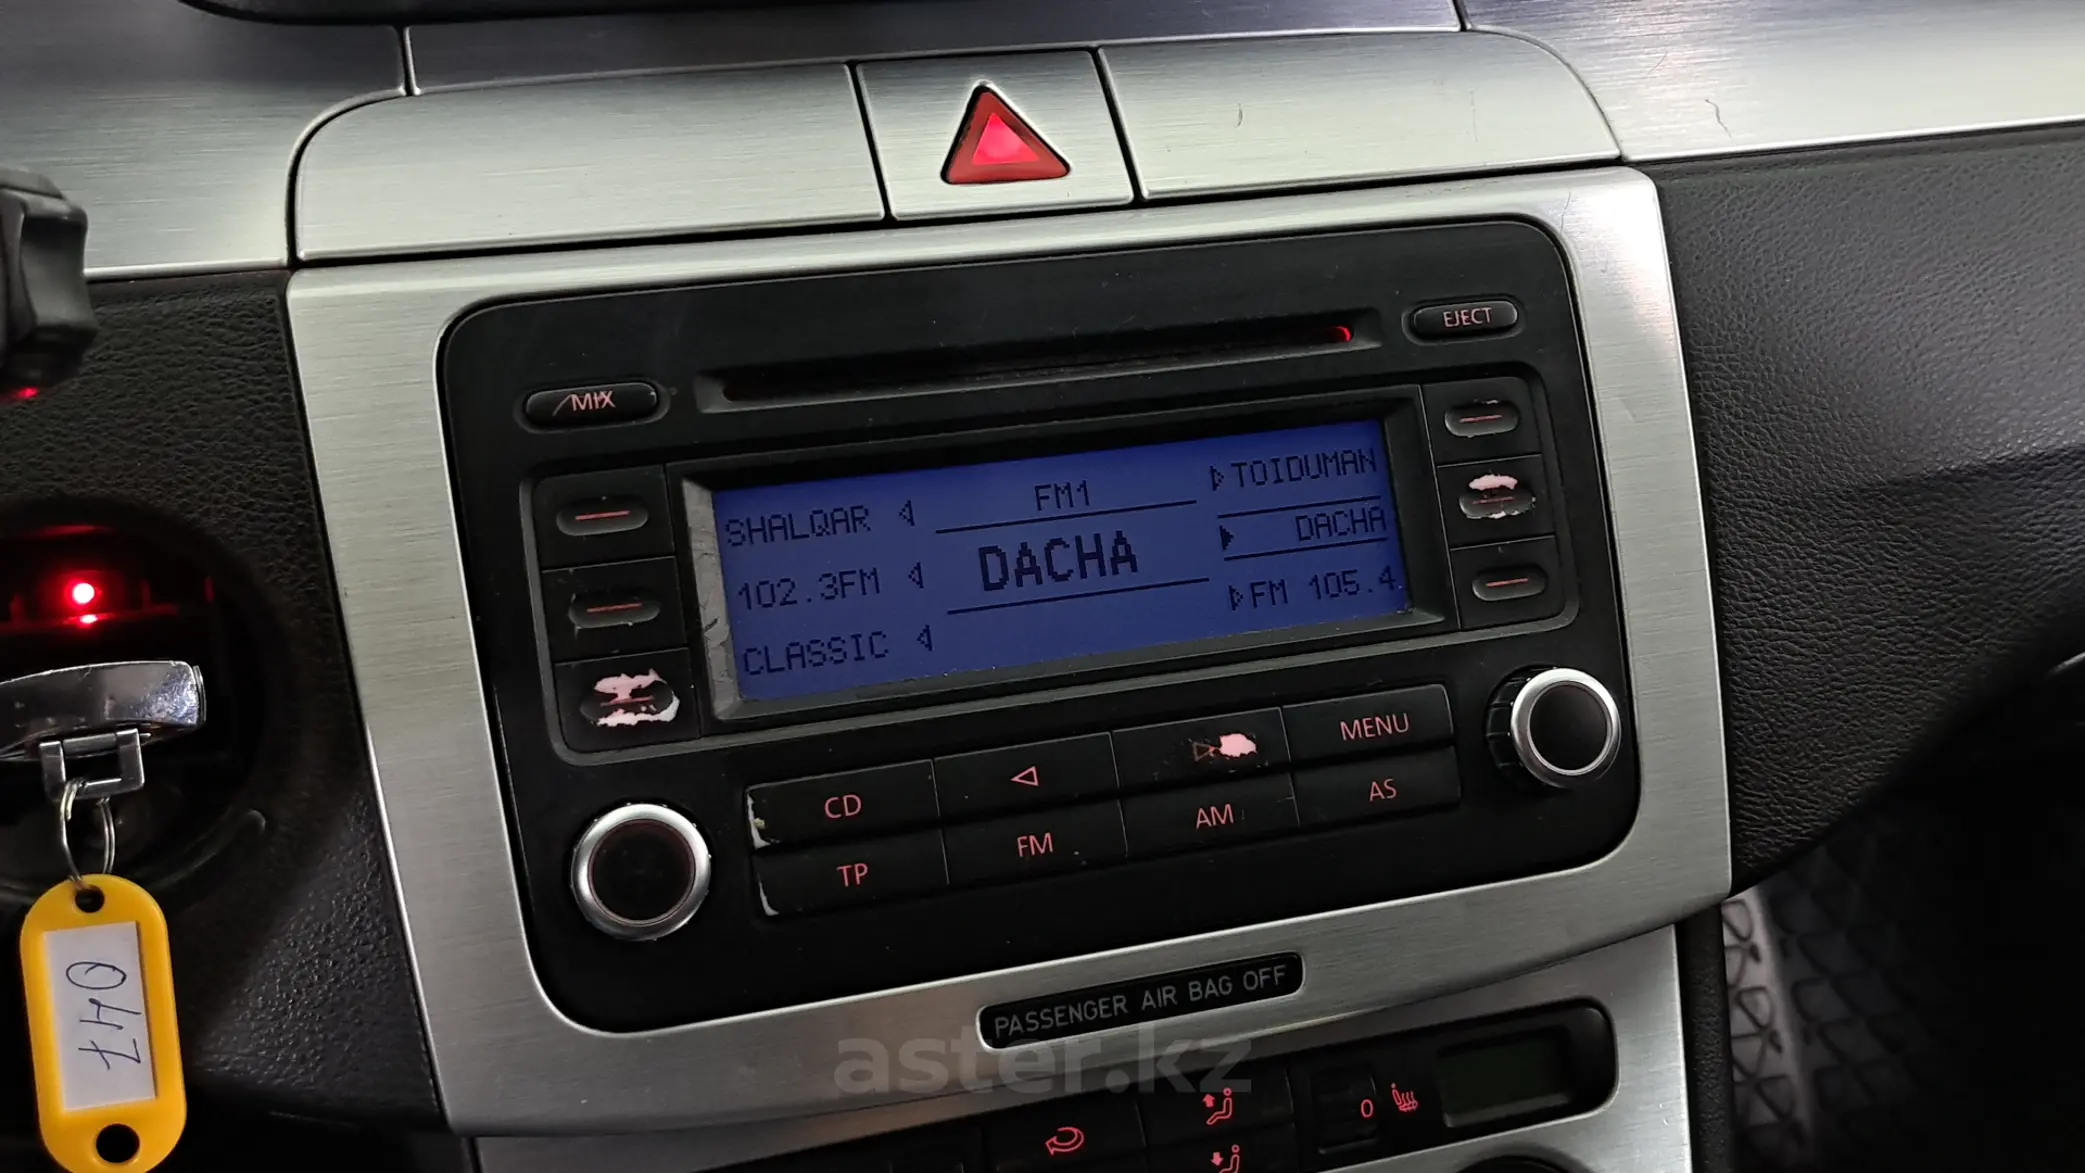 EJECT
MIX
SHALQAR
FM1
TOIDUMAN
102.3FM
DACHA
DACHA
CLASSIC
FM 105.4
CD
MENU
TP
FM
AM
AS
PASSENGER AIR BAG OFF
aster.kz
0
047